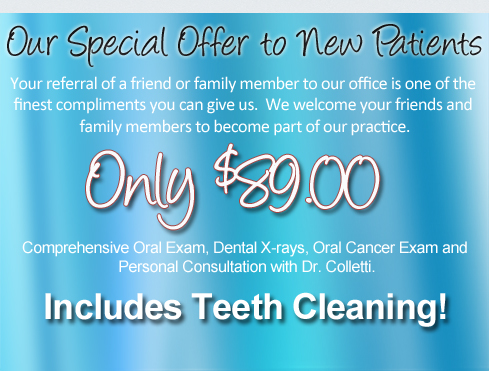 Our Special Offer to New Patients
Your referral of a friend or family member to our office is one of the
finest compliments you can give us. We welcome your friends and
family members to become part of our practice.
Only $89.00
Comprehensive Oral Exam, Dental X-rays, Oral Cancer Exam and
Personal Consultation with Dr. Colletti.
Includes Teeth Cleaning!